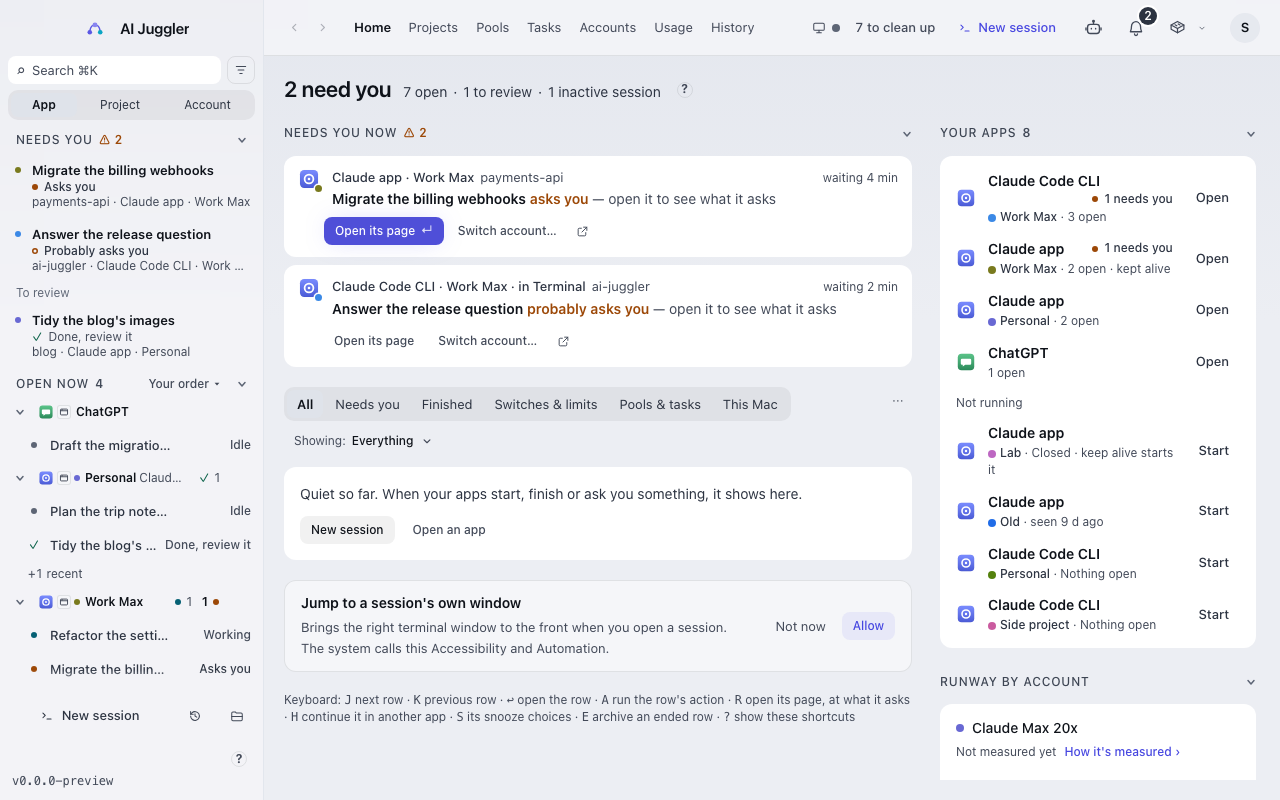 AI Juggler
Search ⌘K
App Project Account
NEEDS YOU 2
Migrate the billing webhooks
Asks you
payments-api · Claude app · Work Max
Answer the release question
Probably asks you
ai-juggler · Claude Code CLI · Work ...
To review
Tidy the blog's images
Done, review it
blog · Claude app · Personal
OPEN NOW 4 Your order
ChatGPT
Draft the migratio... Idle
Personal Claud... 1
Plan the trip note... Idle
Tidy the blog's ... Done, review it
+1 recent
Work Max 1 1
Refactor the setti... Working
Migrate the billin... Asks you
New session
?
v0.0.0-preview
Home Projects Pools Tasks Accounts Usage History
7 to clean up
New session
2
S
2 need you 7 open · 1 to review · 1 inactive session ?
NEEDS YOU NOW 2
Claude app · Work Max payments-api waiting 4 min
Migrate the billing webhooks asks you — open it to see what it asks
Open its page ↵ Switch account...
Claude Code CLI · Work Max · in Terminal ai-juggler waiting 2 min
Answer the release question probably asks you — open it to see what it asks
Open its page Switch account...
All Needs you Finished Switches & limits Pools & tasks This Mac ...
Showing: Everything
Quiet so far. When your apps start, finish or ask you something, it shows here.
New session Open an app
Jump to a session's own window
Brings the right terminal window to the front when you open a session.
The system calls this Accessibility and Automation.
Not now Allow
Keyboard: J next row · K previous row · ↩ open the row · A run the row's action · R open its page, at what it asks
· H continue it in another app · S its snooze choices · E archive an ended row · ? show these shortcuts
YOUR APPS 8
Claude Code CLI
1 needs you
Work Max · 3 open
Open
Claude app 1 needs you
Work Max · 2 open · kept alive
Open
Claude app
Personal · 2 open
Open
ChatGPT
1 open
Open
Not running
Claude app
Lab · Closed · keep alive starts
it
Start
Claude app
Old · seen 9 d ago
Start
Claude Code CLI
Personal · Nothing open
Start
Claude Code CLI
Side project · Nothing open
Start
RUNWAY BY ACCOUNT
Claude Max 20x
Not measured yet How it's measured ›